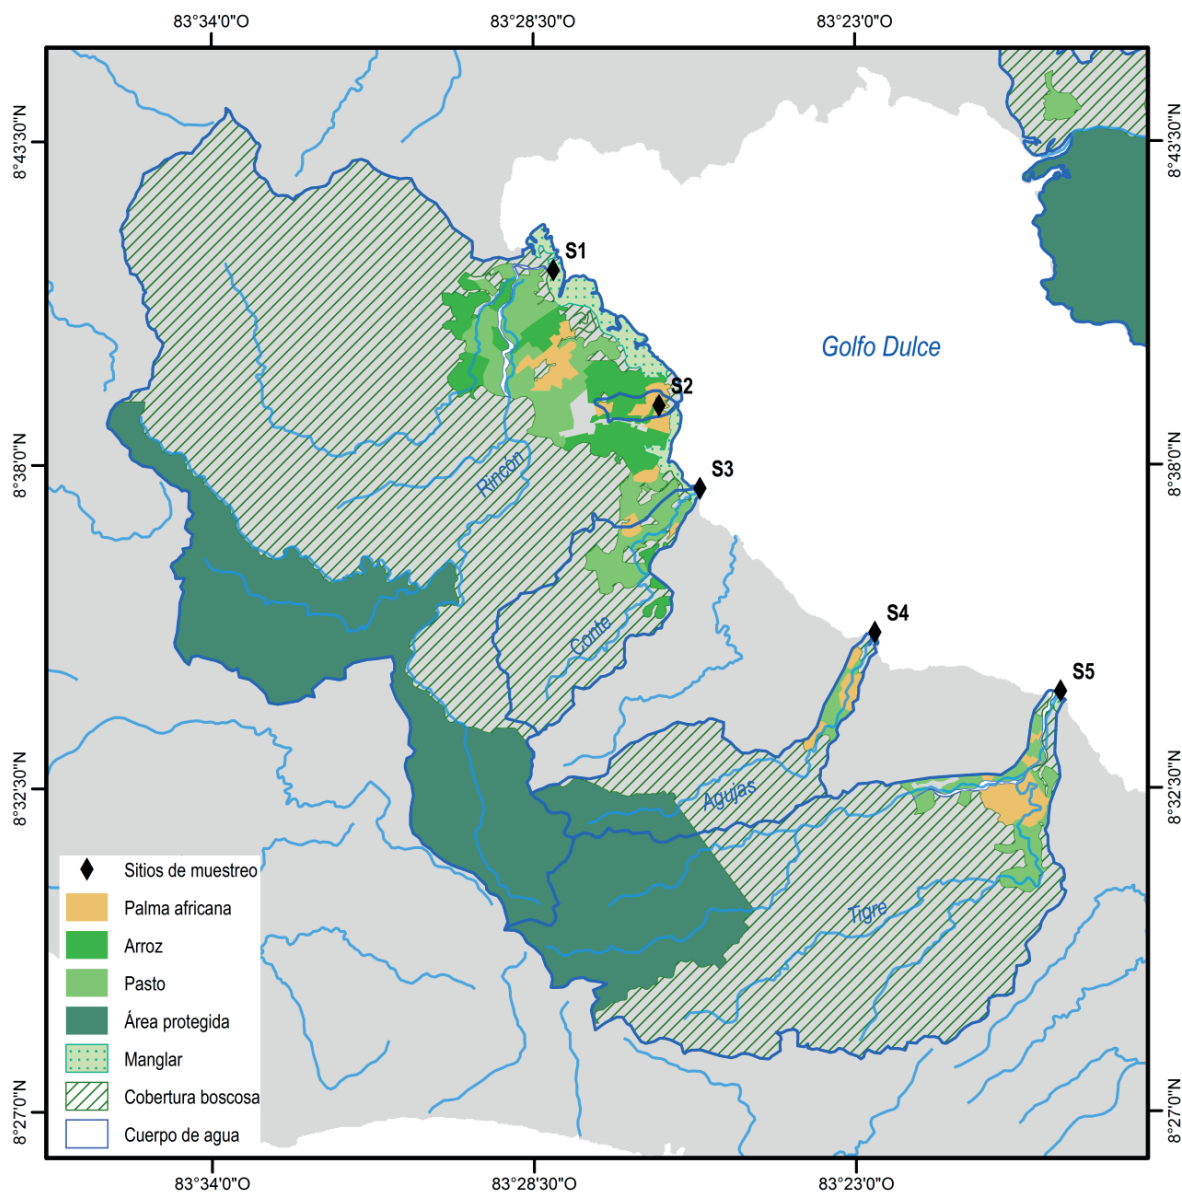 83°34'0"O
83°28'30"O
83°23'0"O
8°43'30"N
8°43'30"N
S1
Golfo Dulce
S2
8°38'0"N
Rincón
S3
8°38'0"N
Conte
S4
S5
8°32'30"N
Agujas
8°32'30"N
Sitios de muestreo
Palma africana
Tigre
Arroz
Pasto
Área protegida
Manglar
Cobertura boscosa
8°27'0"N
8°27'0"N
Cuerpo de agua
83°34'0"O
83°28'30"O
83°23'0"O